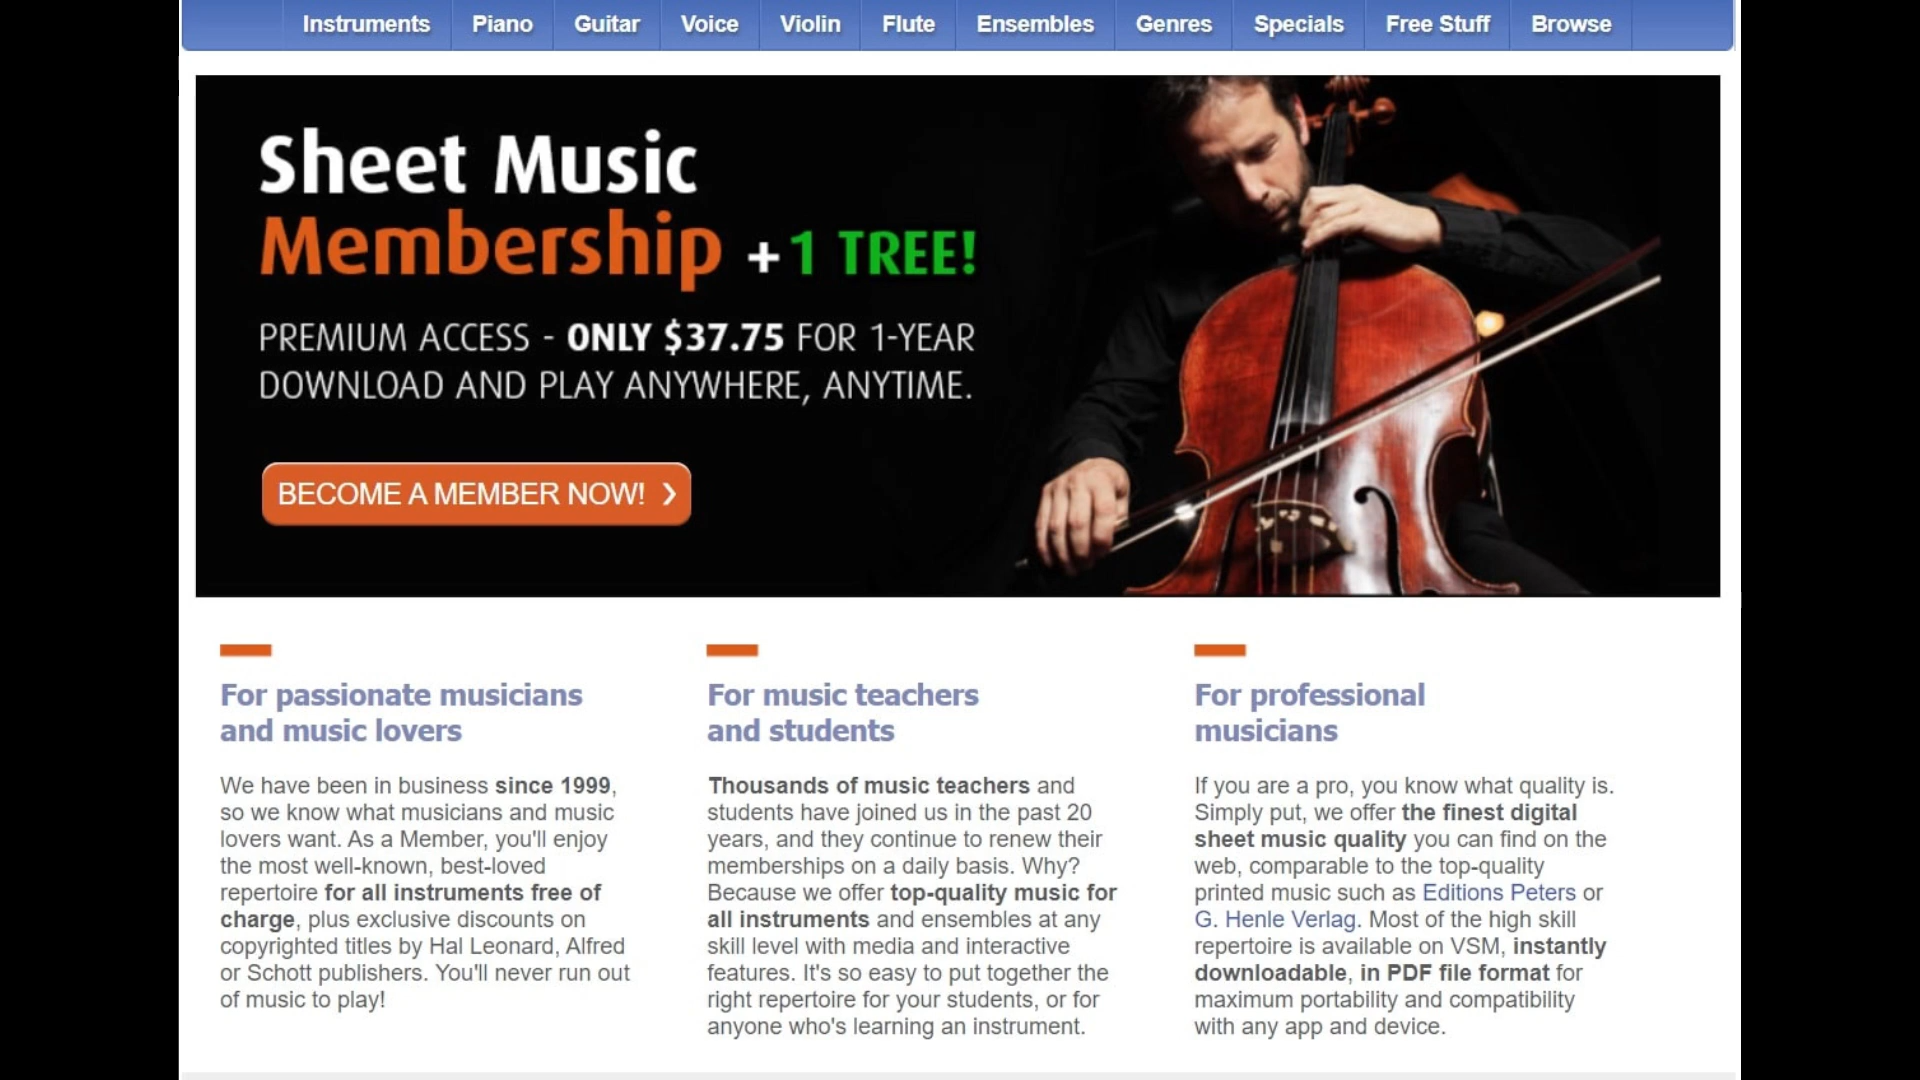 Instruments Piano Guitar Voice Violin Flute Ensembles Genres Specials Free Stuff Browse
Sheet Music
Membership + 1 TREE!
PREMIUM ACCESS - ONLY $37.75 FOR 1-YEAR
DOWNLOAD AND PLAY ANYWHERE, ANYTIME.
BECOME A MEMBER NOW! ›
For passionate musicians
and music lovers
We have been in business since 1999,
so we know what musicians and music
lovers want. As a Member, you'll enjoy
the most well-known, best-loved
repertoire for all instruments free of
charge, plus exclusive discounts on
copyrighted titles by Hal Leonard, Alfred
or Schott publishers. You'll never run out
of music to play!
For music teachers
and students
Thousands of music teachers and
students have joined us in the past 20
years, and they continue to renew their
memberships on a daily basis. Why?
Because we offer top-quality music for
all instruments and ensembles at any
skill level with media and interactive
features. It's so easy to put together the
right repertoire for your students, or for
anyone who's learning an instrument.
For professional
musicians
If you are a pro, you know what quality is.
Simply put, we offer the finest digital
sheet music quality you can find on the
web, comparable to the top-quality
printed music such as Editions Peters or
G. Henle Verlag. Most of the high skill
repertoire is available on VSM, instantly
downloadable, in PDF file format for
maximum portability and compatibility
with any app and device.